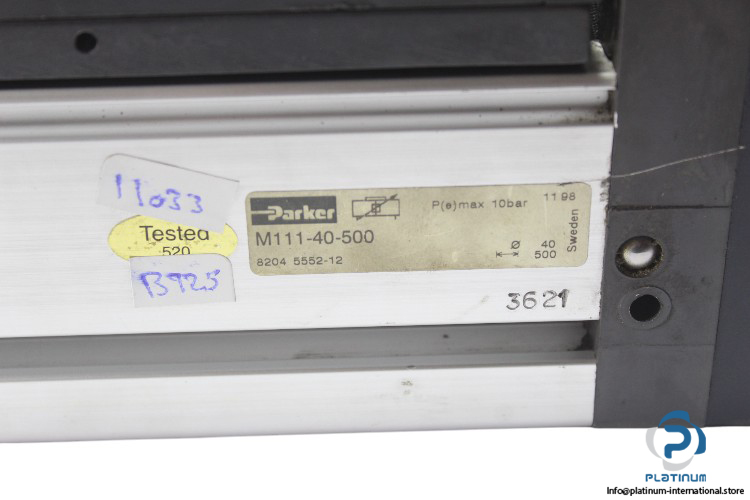 11033
Tested
520
B925
Parker
P(e)max 10bar 11 98
M111-40-500
8204 5552-12
Ø 40
500
Sweden
3621
PLATINUM
Info@platinum-international.store